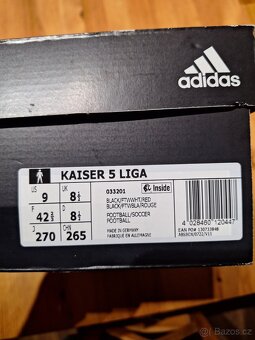 adidas
KAISER 5 LIGA
US 9 UK 8½
F 42⅔ D 8½
J 270 CHN 265
033201 Inside
BLACK/FTWWHT/RED
BLACK/FTWBLA/ROUGE
FOOTBALL/SOCCER
FOOTBALL
MADE IN GERMANY
FABRIQUE EN ALLEMAGNE
4 028460 120447
bazoš.cz